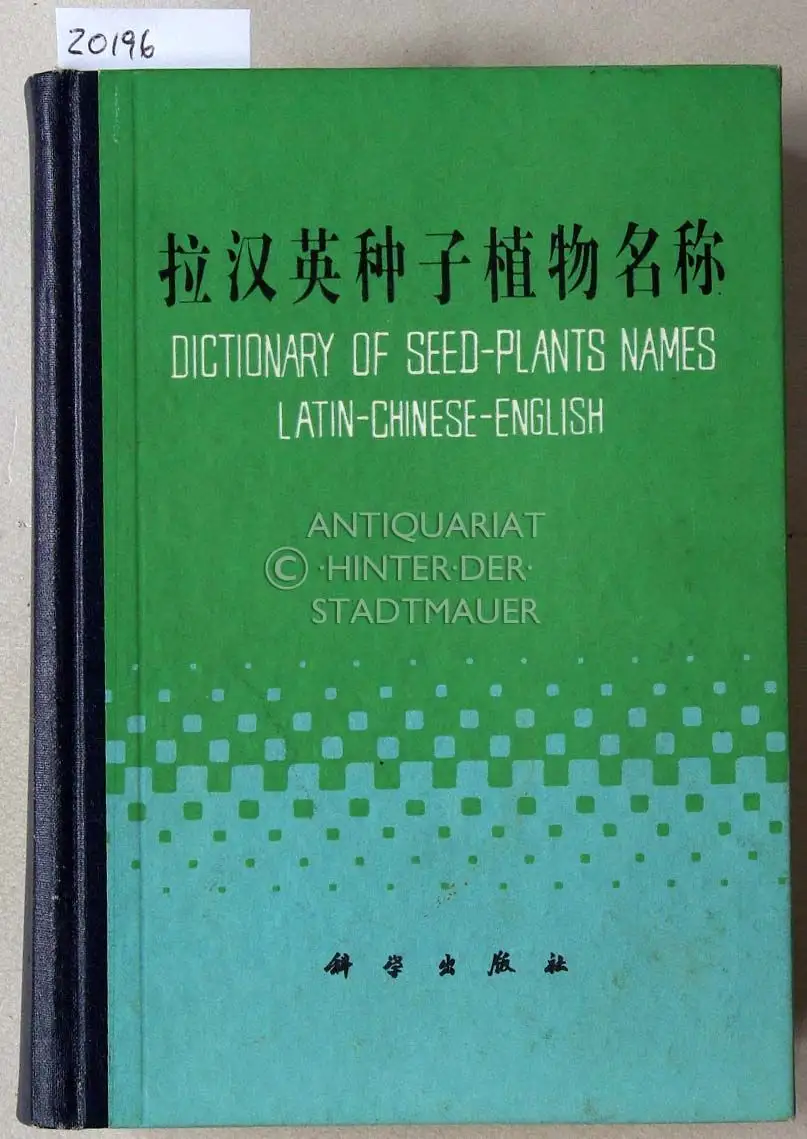 20196
拉汉英种子植物名称
DICTIONARY OF SEED-PLANTS NAMES
LATIN-CHINESE-ENGLISH
ANTIQUARIAT
© ·HINTER·DER·
STADTMAUER
科学出版社